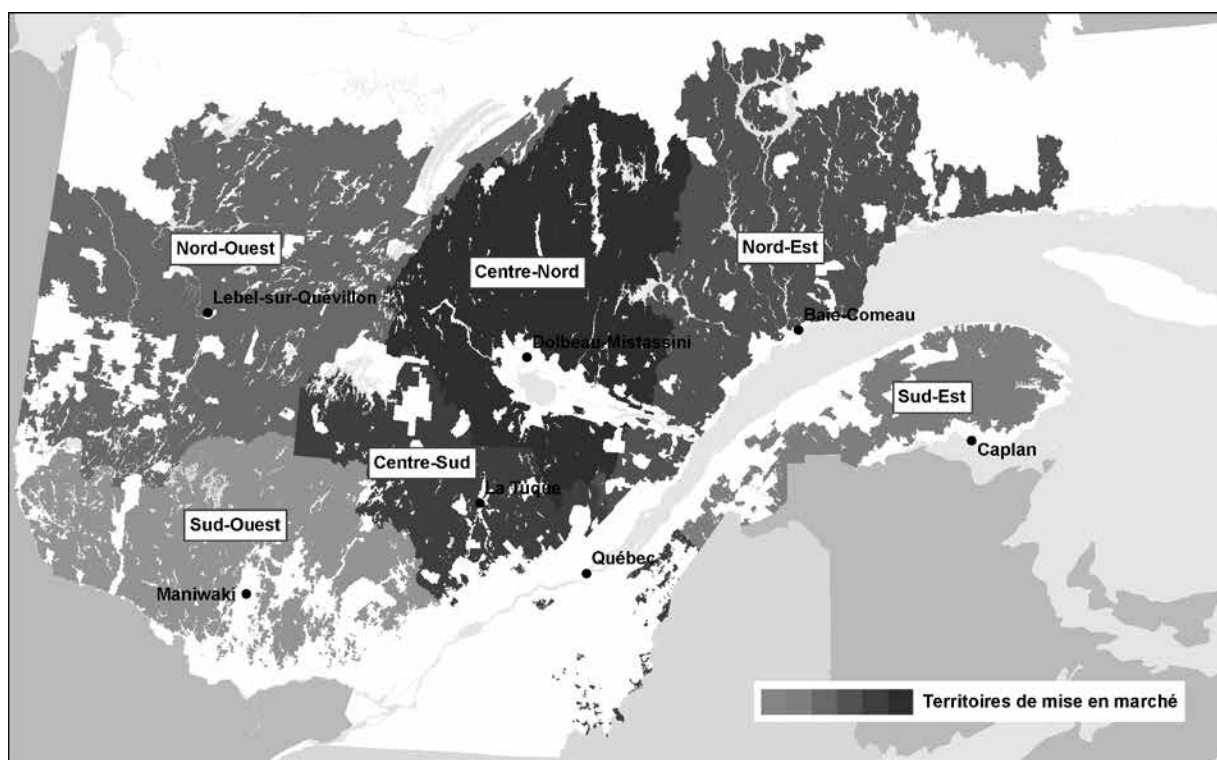 Nord-Ouest
Nord-Est
Centre-Nord
Lebel-sur-Quévillon
Baie-Comeau
Dolbeau-Mistassini
Sud-Est
Caplan
Centre-Sud
La Tuque
Sud-Ouest
Québec
Maniwaki
Territoires de mise en marché